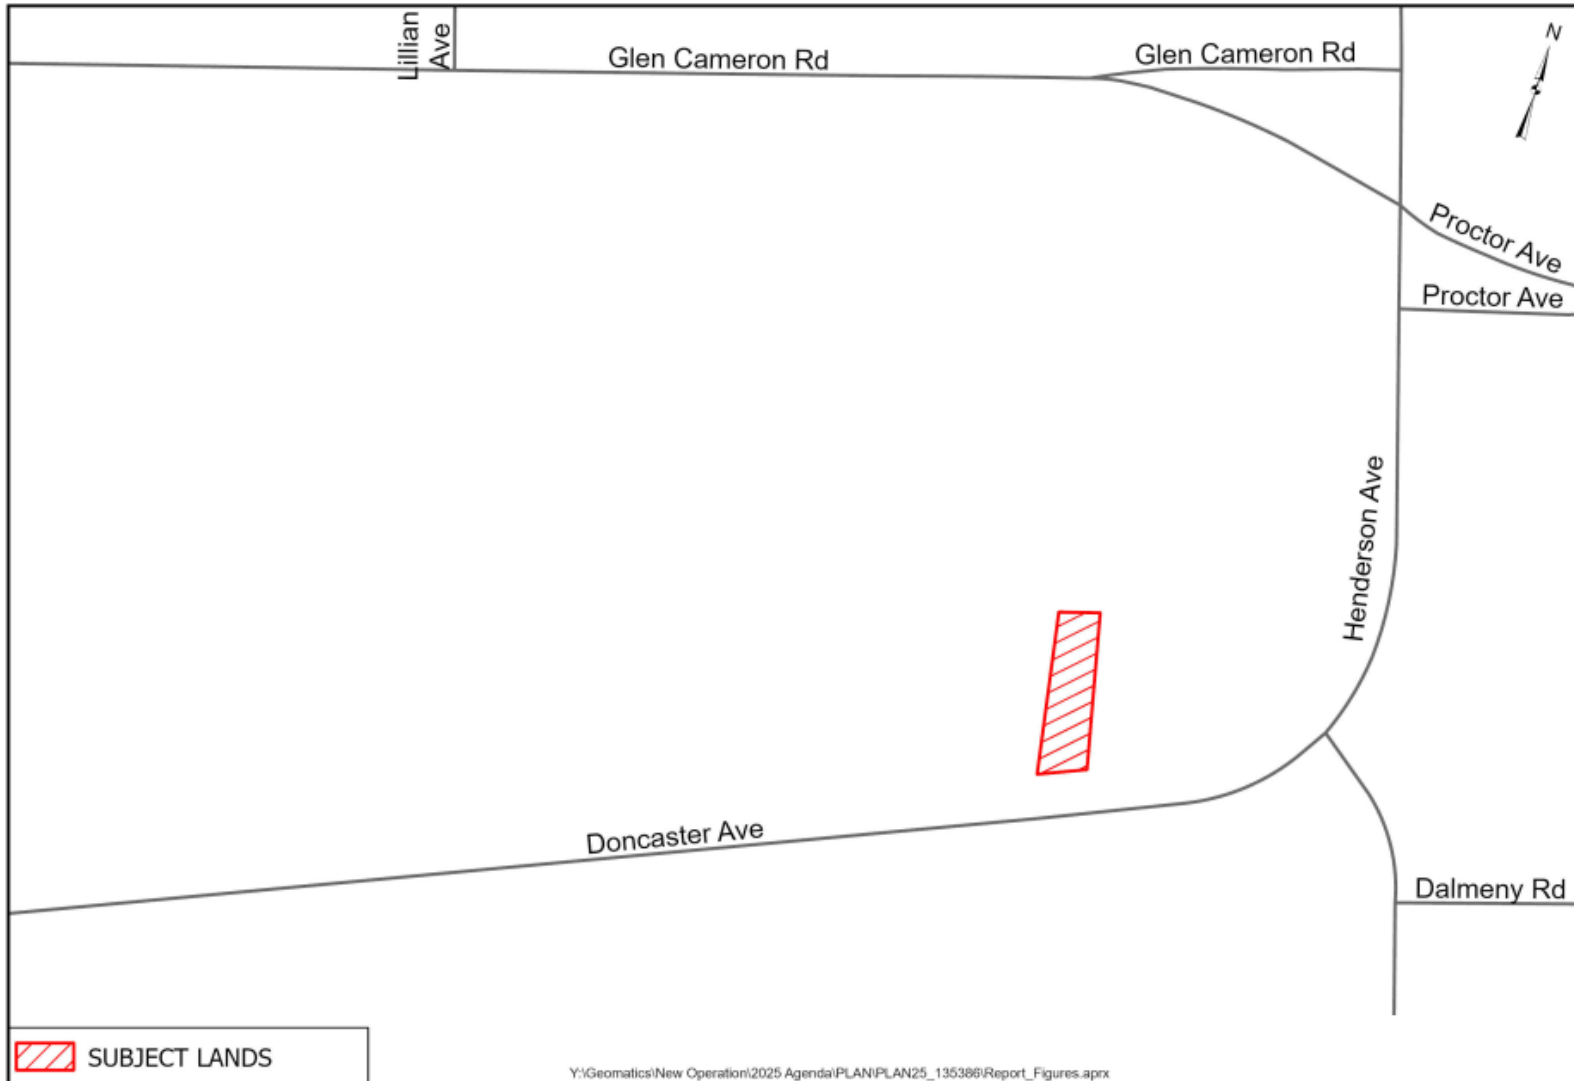 Lillian
Ave
Glen Cameron Rd
Glen Cameron Rd
N
Proctor Ave
Proctor Ave
Henderson Ave
Doncaster Ave
Dalmeny Rd
SUBJECT LANDS
Y:\Geomatics\New Operation\2025 Agenda\PLAN\PLAN25_135386\Report_Figures.aprx